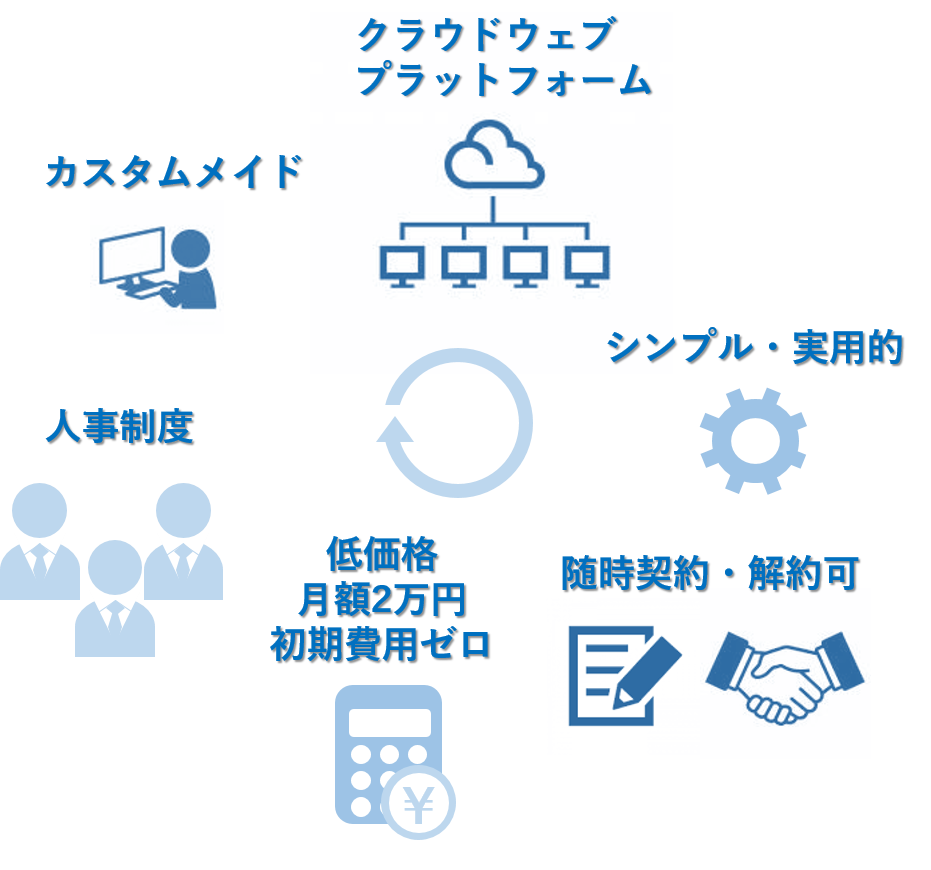 クラウドウェブ
プラットフォーム
カスタムメイド
シンプル・実用的
人事制度
低価格
月額2万円
初期費用ゼロ
随時契約・解約可
¥